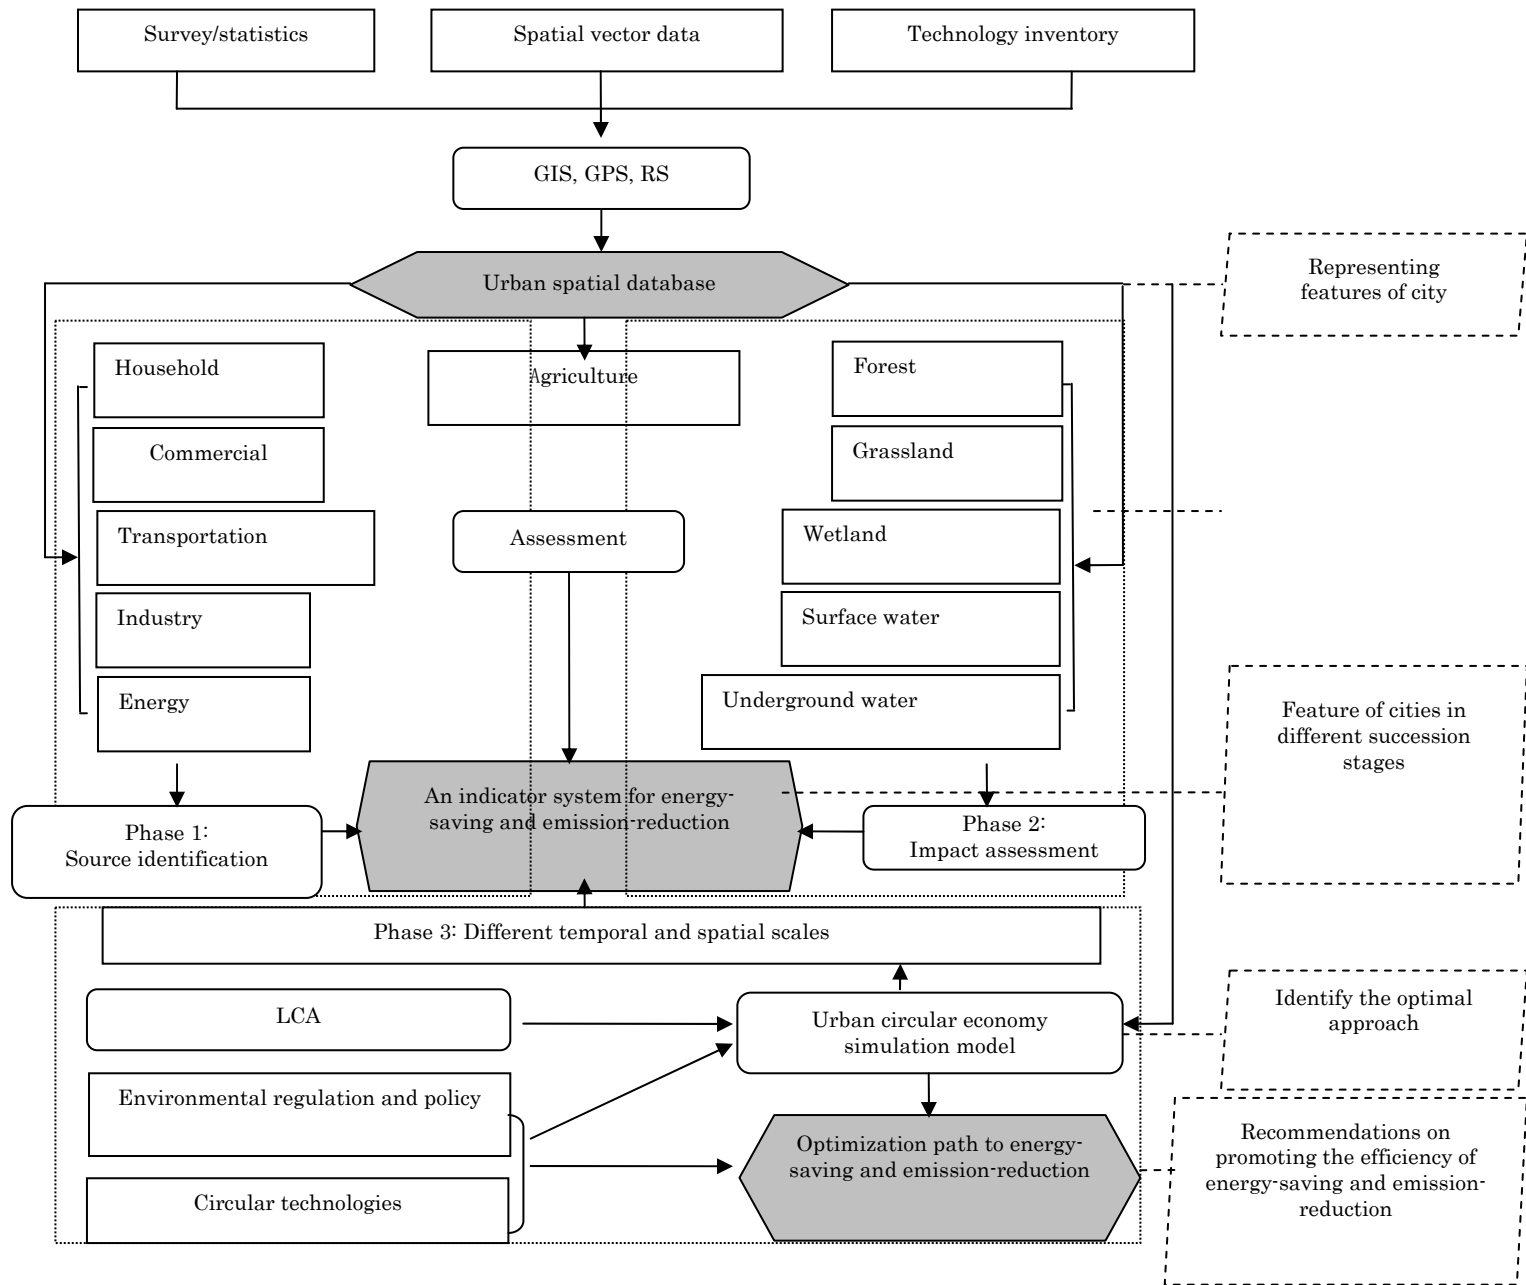 Survey/statistics
Spatial vector data
Technology inventory
GIS, GPS, RS
Urban spatial database
Representing
features of city
Household
Agriculture
Forest
Commercial
Grassland
Transportation
Assessment
Wetland
Industry
Surface water
Energy
Underground water
Feature of cities in
different succession
stages
An indicator system for energy-
saving and emission-reduction
Phase 1:
Source identification
Phase 2:
Impact assessment
Phase 3: Different temporal and spatial scales
LCA
Urban circular economy
simulation model
Identify the optimal
approach
Environmental regulation and policy
Optimization path to energy-
saving and emission-reduction
Recommendations on
promoting the efficiency of
energy-saving and emission-
reduction
Circular technologies